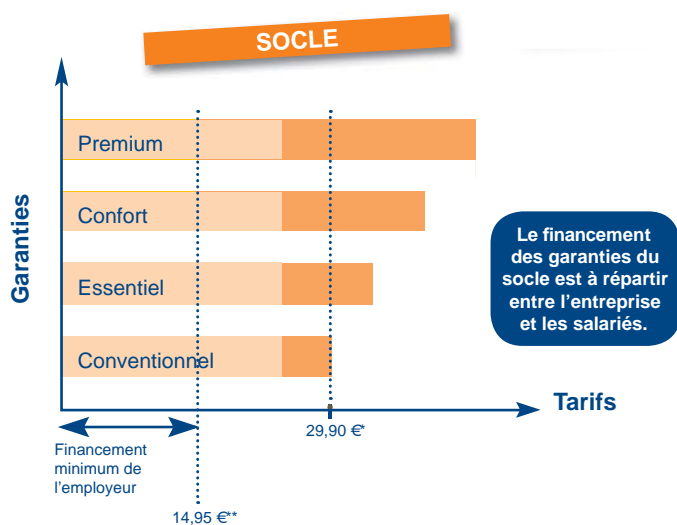 SOCLE
Garanties
Premium
Confort
Essentiel
Conventionnel
Le financement
des garanties du
socle est à répartir
entre l’entreprise
et les salariés.
Tarifs
29,90 €*
Financement
minimum de
l’employeur
14,95 €**